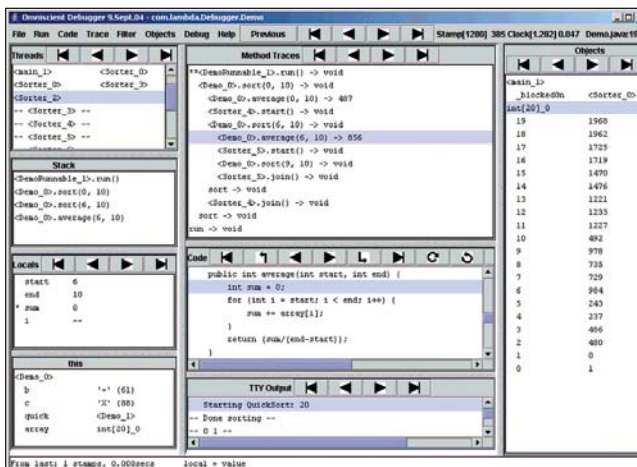 Omniscient Debugger 9.Sept.04 - com.lambda.Debugger.Demo
File Run Code Trace Filter Objects Debug Help Previous Stamp[1280] 385 Clock[1.282] 0.047 Demo.java:19
Threads
<main_1> <Sorter_0>
<Sorter_0> <Sorter_3>
<Sorter_2>
-- <Sorter_3> --
-- <Sorter_4> --
-- <Sorter_5> --
Stack
<DemoRunnable_1>.run()
<Demo_0>.sort(0, 10)
<Demo_0>.sort(6, 10)
<Demo_0>.average(6, 10)
Locals
start 6
end 10
* sum 0
i --
this
<Demo_0>
b '=' (61)
c 'X' (88)
quick <Demo_1>
array int[20]_0
Method Traces
**<DemoRunnable_1>.run() -> void
<Demo_0>.sort(0, 10) -> void
<Demo_0>.average(0, 10) -> 487
<Sorter_4>.start() -> void
<Demo_0>.sort(6, 10) -> void
<Demo_0>.average(6, 10) -> 856
<Sorter_5>.start() -> void
<Demo_0>.sort(9, 10) -> void
<Sorter_5>.join() -> void
sort -> void
<Sorter_4>.join() -> void
sort -> void
run -> void
Code
public int average(int start, int end) {
int sum = 0;
for (int i = start; i < end; i++) {
sum += array[i];
}
return (sum/(end-start));
}
TTY Output
Starting QuickSort: 20
-- Done sorting --
-- 0 1 --
Objects
<main_1>
_blockedOn <Sorter_0>
int[20]_0
19 1968
18 1962
17 1725
16 1719
15 1470
14 1476
13 1221
12 1233
11 1227
10 492
9 978
8 735
7 729
6 984
5 243
4 237
3 486
2 480
1 0
0 1
From last: 1 stamps, 0.000secs local = value